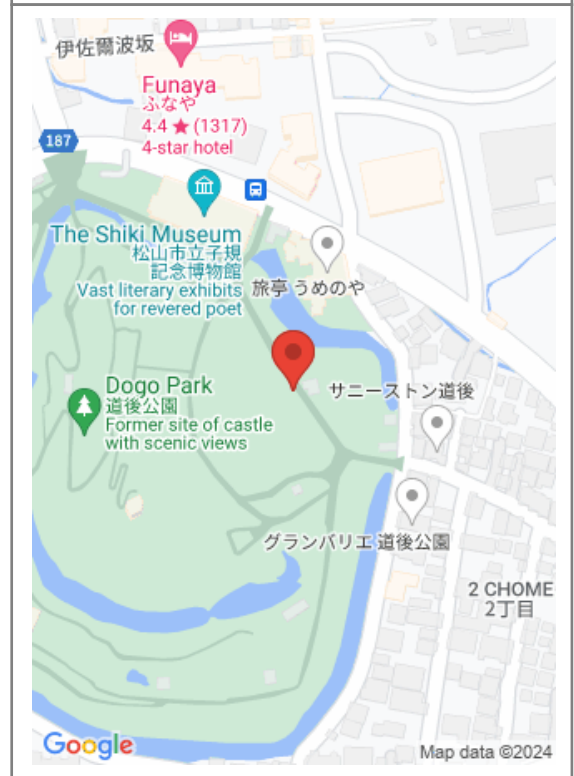 伊佐爾波坂
Funaya
ふなや
4.4 ★ (1317)
4-star hotel
187
The Shiki Museum
松山市立子規
記念博物館
Vast literary exhibits
for revered poet
旅亭 うめのや
Dogo Park
道後公園
Former site of castle
with scenic views
サニーストン道後
グランバリエ 道後公園
2 CHOME
2丁目
Google
Map data ©2024